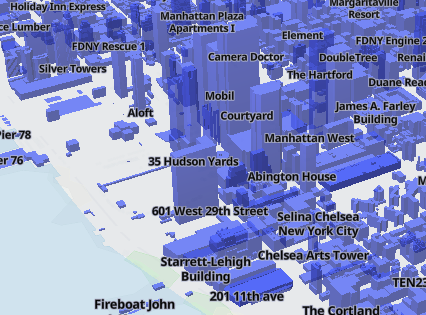 Holiday Inn Express
Manhattan Plaza
Apartments I
Margaritaville
Resort
Lumber
Element
FDNY Rescue 1
FDNY Engine 2
Camera Doctor
DoubleTree
Silver Towers
The Hartford
Duane Rea
Mobil
Aloft
Courtyard
James A. Farley
Building
Pier 78
Manhattan West
76
35 Hudson Yards
Abington House
M
601 West 29th Street
Selina Chelsea
New York City
Starrett-Lehigh
Building
Chelsea Arts Tower
TEN23
201 11th ave
Fireboat John
The Cortland